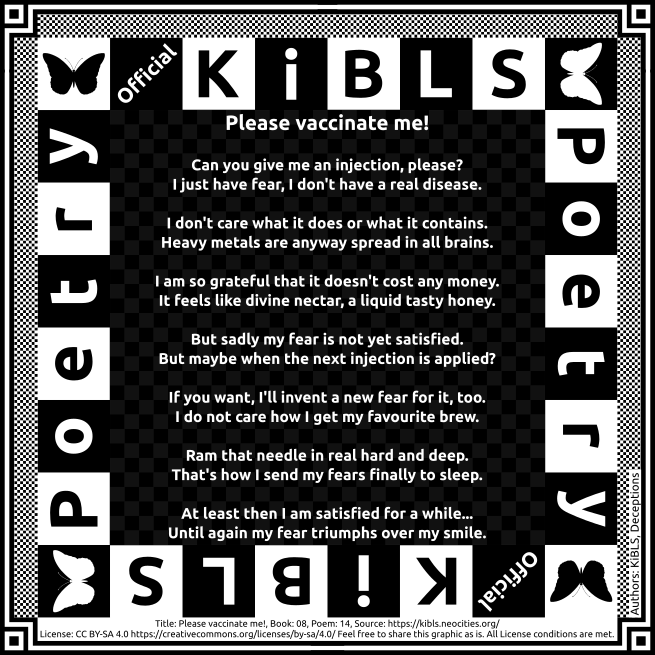 Official KiBLS
Poetry
Poetry
Please vaccinate me!
Can you give me an injection, please?
I just have fear, I don't have a real disease.
I don't care what it does or what it contains.
Heavy metals are anyway spread in all brains.
I am so grateful that it doesn't cost any money.
It feels like divine nectar, a liquid tasty honey.
But sadly my fear is not yet satisfied.
But maybe when the next injection is applied?
If you want, I'll invent a new fear for it, too.
I do not care how I get my favourite brew.
Ram that needle in real hard and deep.
That's how I send my fears finally to sleep.
At least then I am satisfied for a while...
Until again my fear triumphs over my smile.
Official KiBLS
Authors: KiBLS, Deceptions
Title: Please vaccinate me!, Book: 08, Poem: 14, Source: https://kibls.neocities.org/
License: CC BY-SA 4.0 https://creativecommons.org/licenses/by-sa/4.0/ Feel free to share this graphic as is. All License conditions are met.